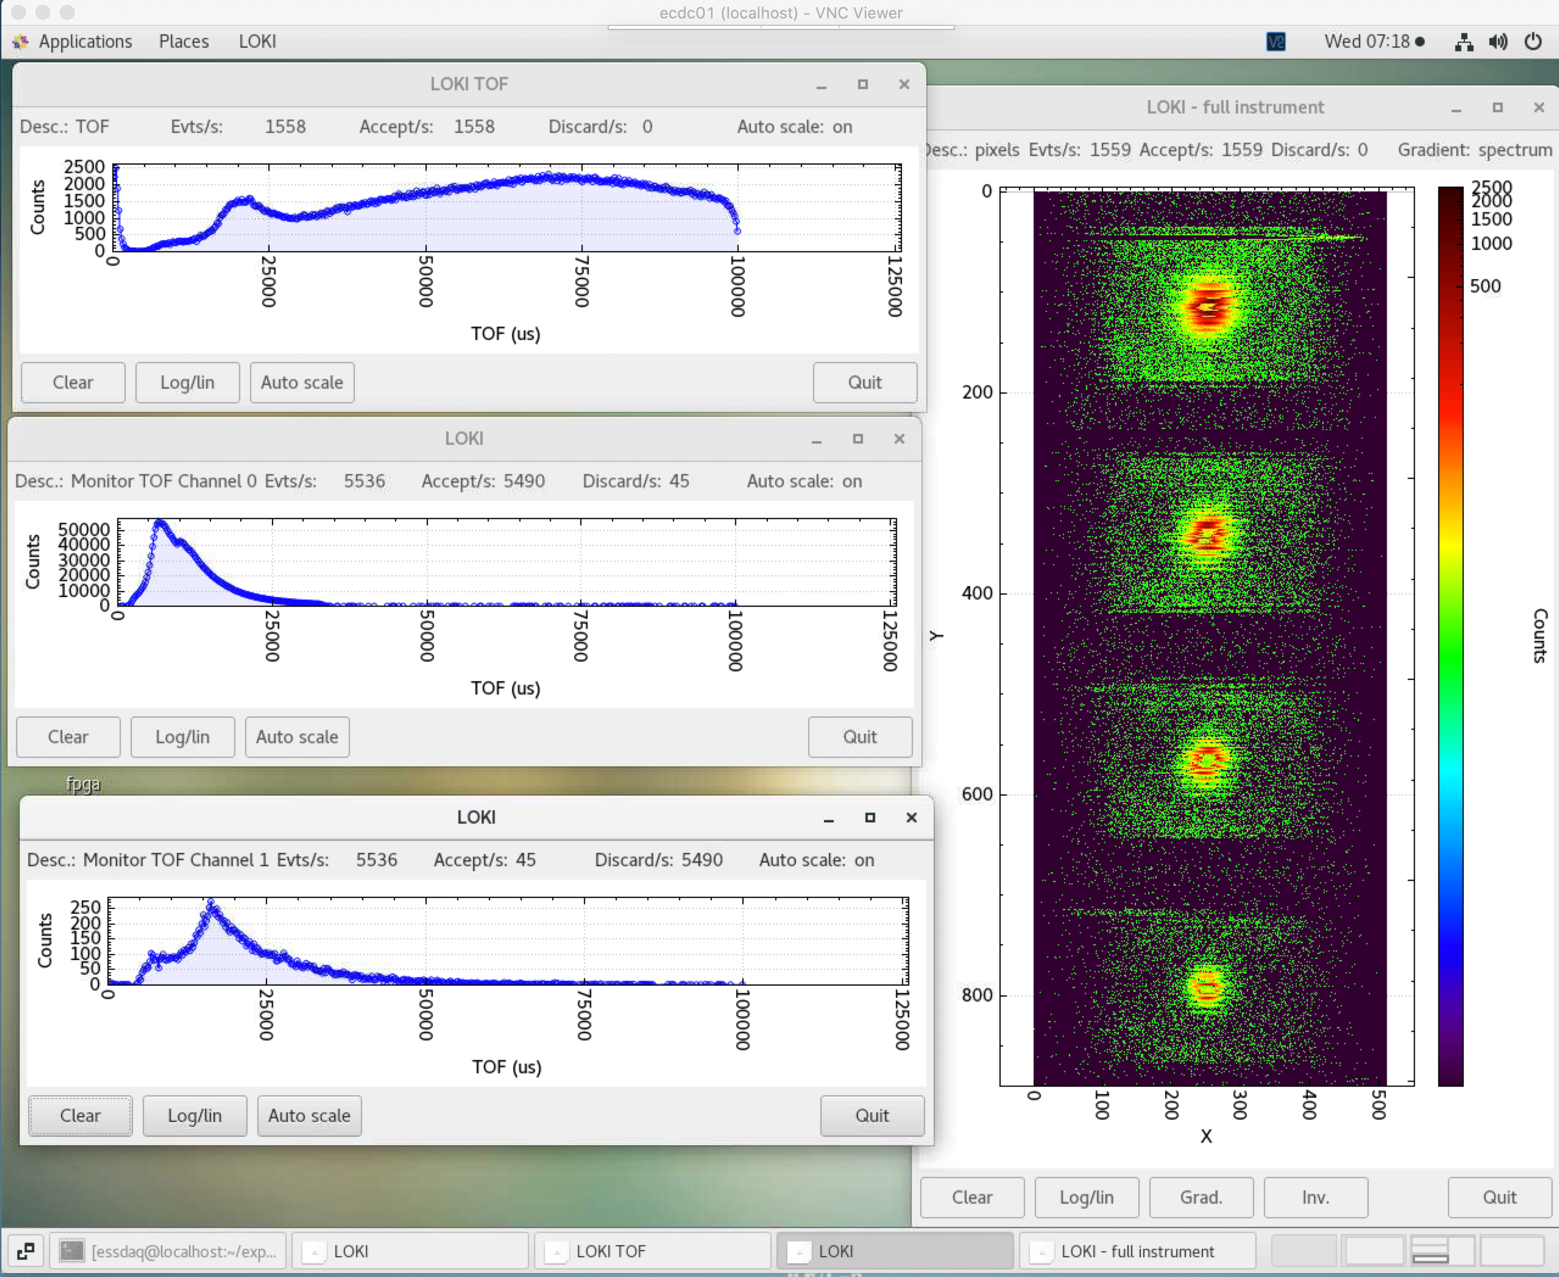 ecdc01 (localhost) - VNC Viewer
Applications Places LOKI
Wed 07:18
LOKI TOF
Desc.: TOF Evts/s: 1558 Accept/s: 1558 Discard/s: 0 Auto scale: on
2500
2000
1500
1000
500
0
Counts
0 25000 50000 75000 100000 125000
TOF (us)
Clear Log/lin Auto scale Quit
LOKI
Desc.: Monitor TOF Channel 0 Evts/s: 5536 Accept/s: 5490 Discard/s: 45 Auto scale: on
50000
40000
30000
20000
10000
0
Counts
0 25000 50000 75000 100000 125000
TOF (us)
Clear Log/lin Auto scale Quit
fpga
LOKI
Desc.: Monitor TOF Channel 1 Evts/s: 5536 Accept/s: 45 Discard/s: 5490 Auto scale: on
250
200
150
100
50
0
Counts
0 25000 50000 75000 100000 125000
TOF (us)
Clear Log/lin Auto scale Quit
LOKI - full instrument
Desc.: pixels Evts/s: 1559 Accept/s: 1559 Discard/s: 0 Gradient: spectrum
0
200
400
600
800
Y
0 100 200 300 400 500
X
2500
2000
1500
1000
500
Counts
Clear Log/lin Grad. Inv. Quit
[essdaq@localhost:~/exp... LOKI LOKI TOF LOKI LOKI - full instrument